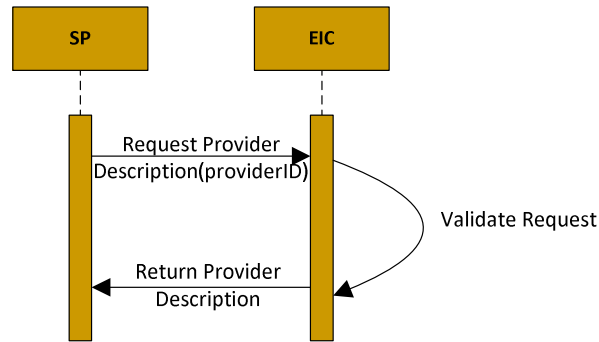 SP
EIC
Request Provider
Description(providerID)
Validate Request
Return Provider
Description